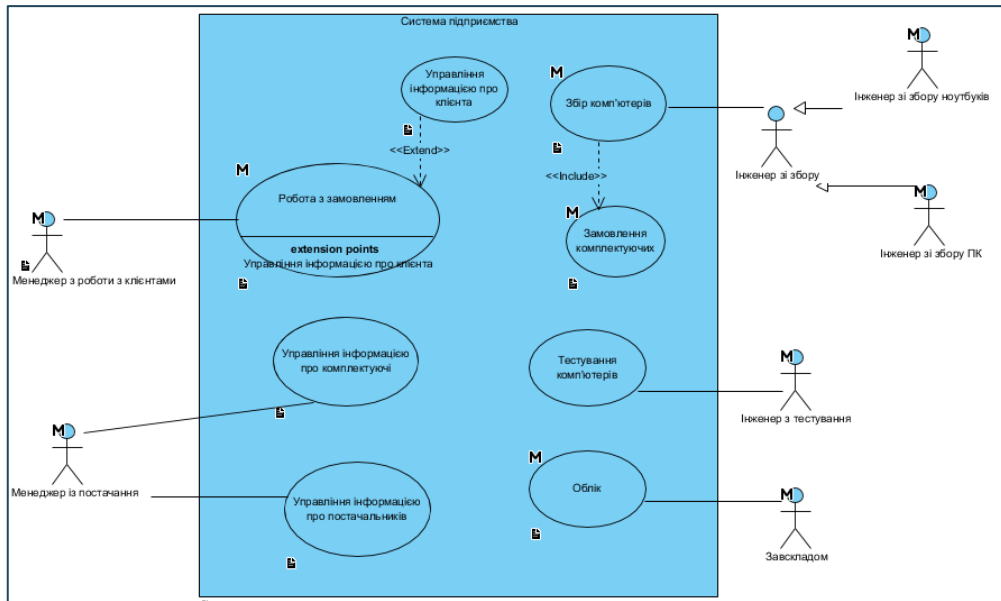 Система підприємства
Управління
інформацією про
клієнта
<<Extend>>
M
Робота з замовленням
extension points
Управління інформацією про клієнта
M
Менеджер з роботи з клієнтами
M
Збір комп'ютерів
<<Include>>
M
Замовлення
комплектуючих
Інженер зі збору
M
Інженер зі збору ноутбуків
M
Інженер зі збору ПК
Управління інформацією
про комплектуючі
M
Менеджер із постачання
Управління інформацією
про постачальників
Тестування
комп'ютерів
M
Інженер з тестування
M
Облік
M
Завскладом